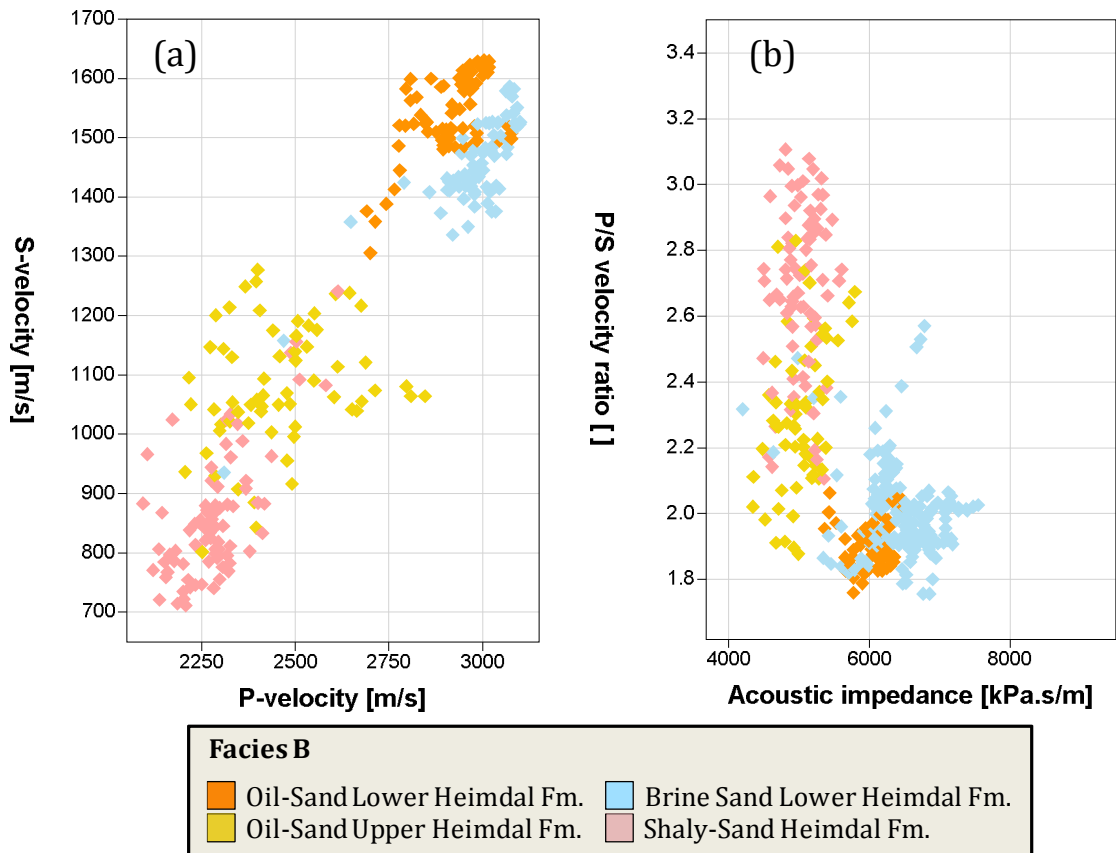 (a)
1700
1600
1500
1400
1300
1200
1100
1000
900
800
700
S-velocity [m/s]
2250 2500 2750 3000
P-velocity [m/s]
(b)
3.4
3.2
3.0
2.8
2.6
2.4
2.2
2.0
1.8
P/S velocity ratio [ ]
4000 6000 8000
Acoustic impedance [kPa.s/m]
Facies B
Oil-Sand Lower Heimdal Fm. Brine Sand Lower Heimdal Fm.
Oil-Sand Upper Heimdal Fm. Shaly-Sand Heimdal Fm.